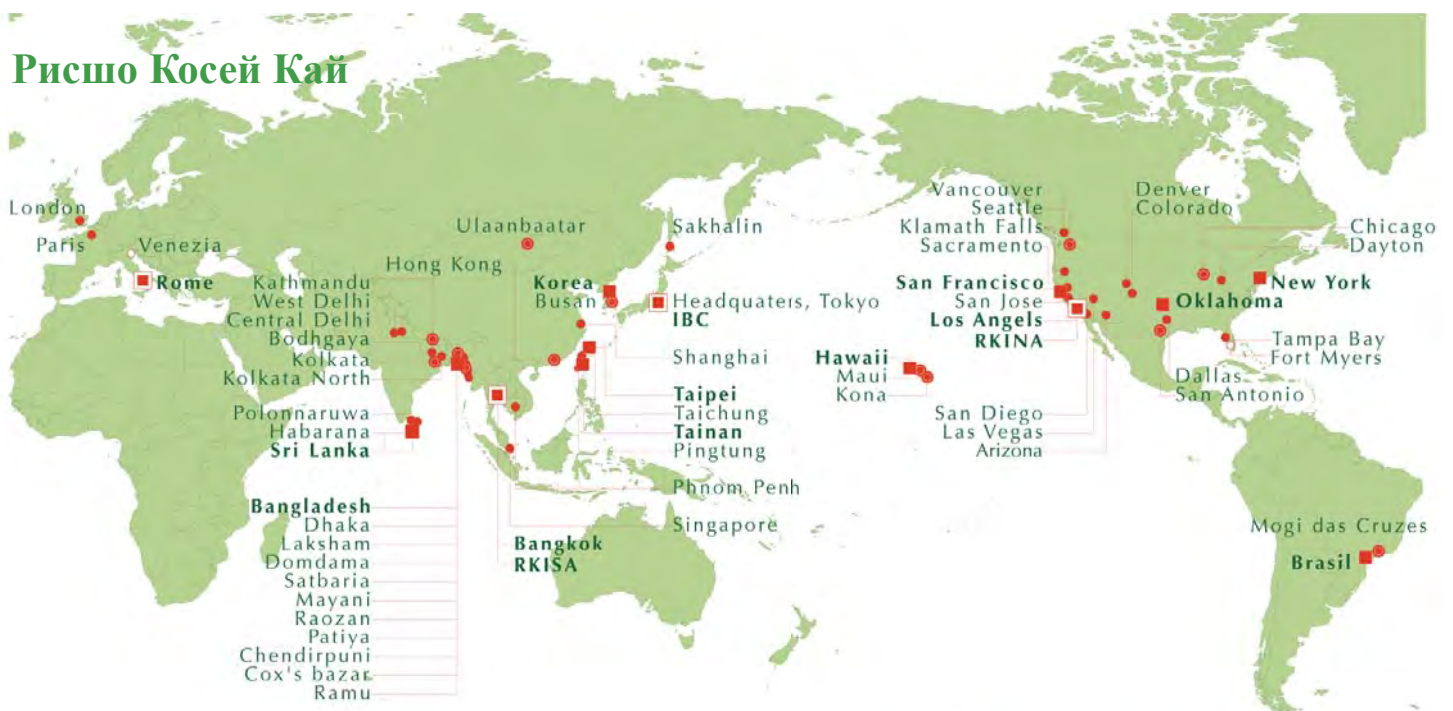 Рисшо Косей Кай
London
Paris
Venezia
Rome
Ulaanbaatar
Hong Kong
Sakhalin
Korea
Busan
Headquaters, Tokyo
IBC
Kathmandu
West Delhi
Central Delhi
Bodhgaya
Kolkata
Kolkata North
Shanghai
Taipei
Taichung
Tainan
Pingtung
Polonnaruwa
Habarana
Sri Lanka
Phnom Penh
Singapore
Bangkok
RKISA
Bangladesh
Dhaka
Laksham
Domdama
Satbaria
Mayani
Raozan
Patiya
Chendirpuni
Cox's bazar
Ramu
Vancouver
Seattle
Klamath Falls
Sacramento
San Francisco
San Jose
Los Angels
RKINA
Denver
Colorado
Chicago
Dayton
New York
Oklahoma
Tampa Bay
Fort Myers
Dallas
San Antonio
Hawaii
Maui
Kona
San Diego
Las Vegas
Arizona
Mogi das Cruzes
Brasil